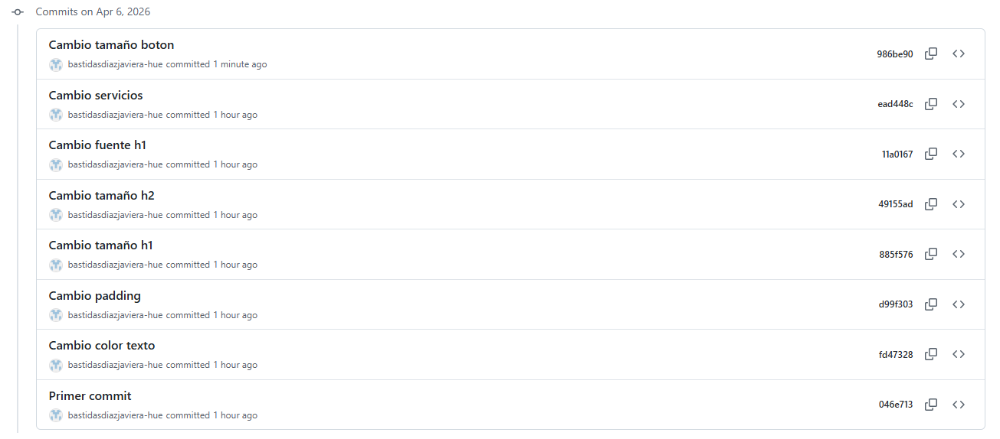 Commits on Apr 6, 2026
Cambio tamaño boton
bastidasdiazjaviera-hue committed 1 minute ago
986be90
Cambio servicios
bastidasdiazjaviera-hue committed 1 hour ago
ead448c
Cambio fuente h1
bastidasdiazjaviera-hue committed 1 hour ago
11a0167
Cambio tamaño h2
bastidasdiazjaviera-hue committed 1 hour ago
49155ad
Cambio tamaño h1
bastidasdiazjaviera-hue committed 1 hour ago
885f576
Cambio padding
bastidasdiazjaviera-hue committed 1 hour ago
d99f303
Cambio color texto
bastidasdiazjaviera-hue committed 1 hour ago
fd47328
Primer commit
bastidasdiazjaviera-hue committed 1 hour ago
046e713